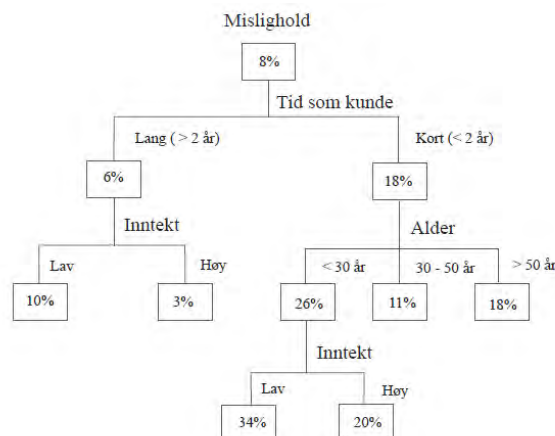 Mislighold
8%
Tid som kunde
Lang ( > 2 år)
Kort (< 2 år)
6%
18%
Inntekt
Alder
Lav
Høy
< 30 år
30 - 50 år
> 50 år
10%
3%
26%
11%
18%
Inntekt
Lav
Høy
34%
20%